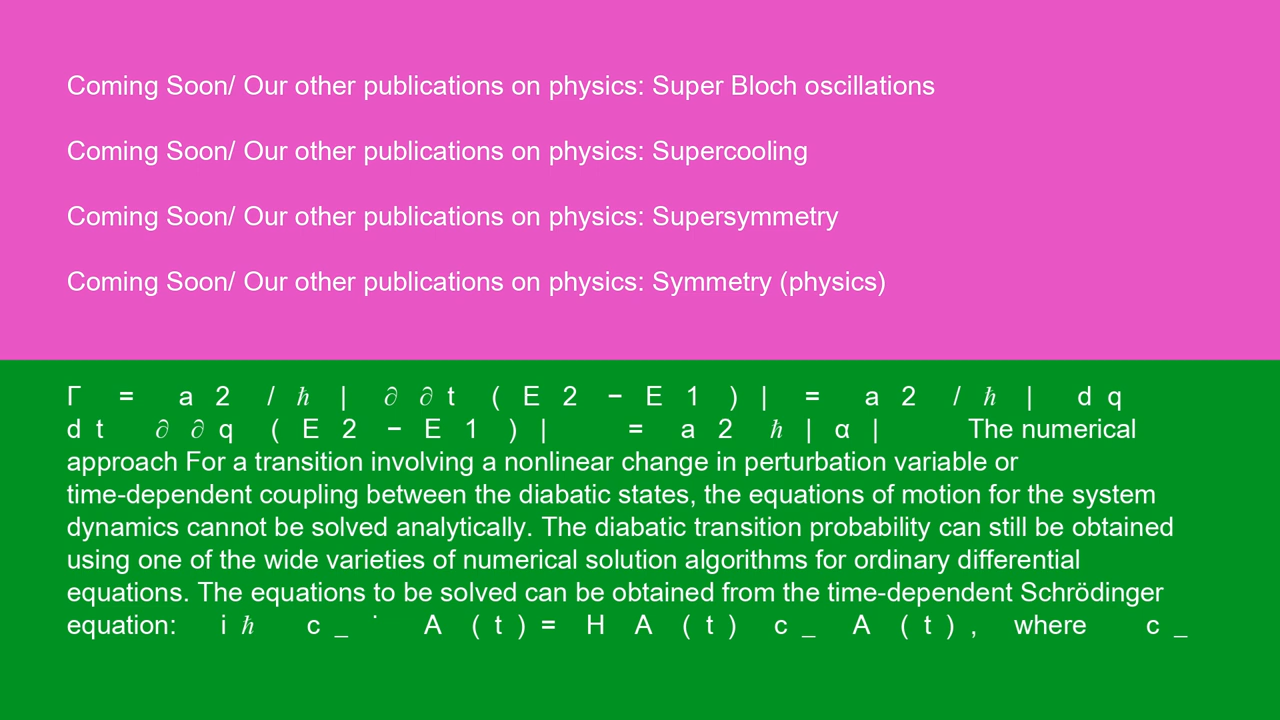 Coming Soon/ Our other publications on physics: Super Bloch oscillations
Coming Soon/ Our other publications on physics: Supercooling
Coming Soon/ Our other publications on physics: Supersymmetry
Coming Soon/ Our other publications on physics: Symmetry (physics)
Γ = a 2 / ℏ | ∂ ∂ t ( E 2 − E 1 ) | = a 2 / ℏ | d q
d t ∂ ∂ q ( E 2 − E 1 ) | = a 2 ℏ | α | The numerical
approach For a transition involving a nonlinear change in perturbation variable or
time-dependent coupling between the diabatic states, the equations of motion for the system
dynamics cannot be solved analytically. The diabatic transition probability can still be obtained
using one of the wide varieties of numerical solution algorithms for ordinary differential
equations. The equations to be solved can be obtained from the time-dependent Schrödinger
equation: i ℏ c _ ˙ A ( t ) = H A ( t ) c _ A ( t ) , where c _